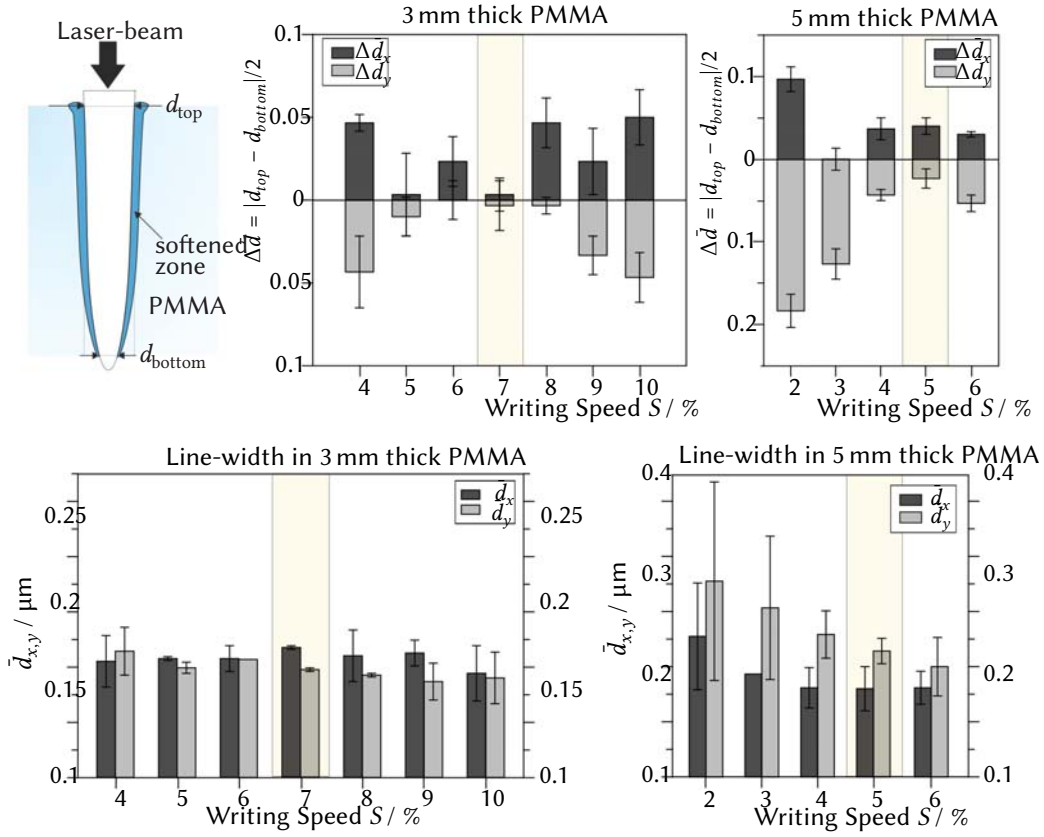 Laser-beam
d_top
softened
zone
PMMA
d_bottom
3 mm thick PMMA
Δd̄_x
Δd̄_y
Δd̄ = |d_top − d_bottom|/2
0.1
0.05
0
0.05
0.1
4 5 6 7 8 9 10
Writing Speed S / %
5 mm thick PMMA
Δd̄_x
Δd̄_y
Δd̄ = |d_top − d_bottom|/2
0.1
0
0.1
0.2
2 3 4 5 6
Writing Speed S / %
Line-width in 3 mm thick PMMA
d̄_x
d̄_y
d̄_x,y / μm
0.25
0.2
0.15
0.1
0.25
0.2
0.15
0.1
4 5 6 7 8 9 10
Writing Speed S / %
Line-width in 5 mm thick PMMA
d̄_x
d̄_y
d̄_x,y / μm
0.4
0.3
0.2
0.1
0.4
0.3
0.2
0.1
2 3 4 5 6
Writing Speed S / %